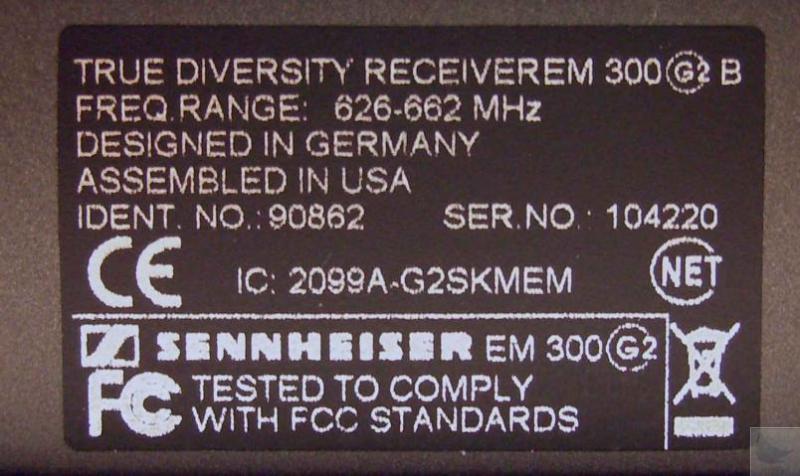 TRUE DIVERSITY RECEIVEREM 300 G2 B
FREQ.RANGE: 626-662 MHz
DESIGNED IN GERMANY
ASSEMBLED IN USA
IDENT. NO.:90862 SER.NO.: 104220
CE IC: 2099A-G2SKMEM NET
SENNHEISER EM 300 G2
FC TESTED TO COMPLY
WITH FCC STANDARDS